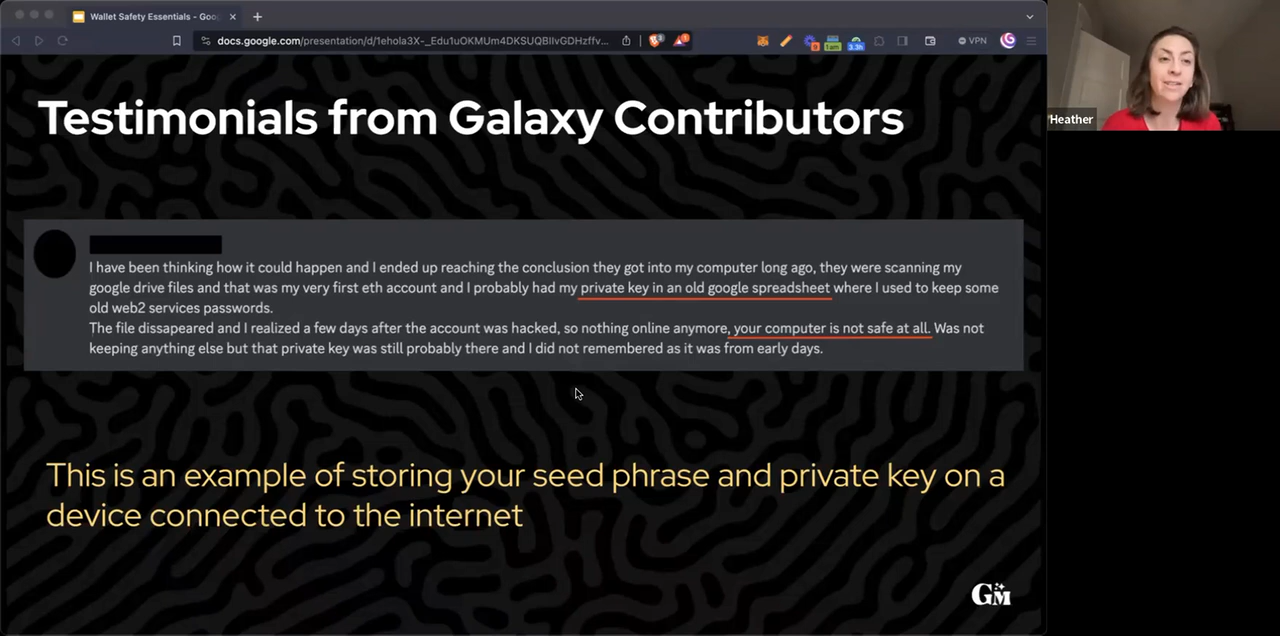 Wallet Safety Essentials - Goo
docs.google.com/presentation/d/1ehola3X-_Edu1uOKMUm4DKSUQBIlvGDHzffv...
VPN
Testimonials from Galaxy Contributors
Heather
I have been thinking how it could happen and I ended up reaching the conclusion they got into my computer long ago, they were scanning my
google drive files and that was my very first eth account and I probably had my private key in an old google spreadsheet where I used to keep some
old web2 services passwords.
The file dissapeared and I realized a few days after the account was hacked, so nothing online anymore, your computer is not safe at all. Was not
keeping anything else but that private key was still probably there and I did not remembered as it was from early days.
This is an example of storing your seed phrase and private key on a
device connected to the internet
GM